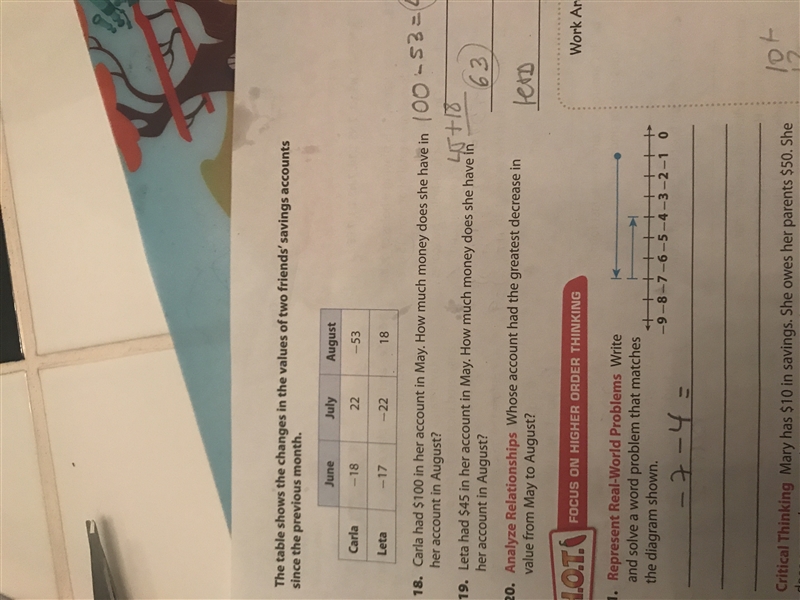 The table shows the changes in the values of two friends' savings accounts
since the previous month.
June July August
Carla −18 22 −53
Leta −17 −22 18
18. Carla had $100 in her account in May. How much money does she have in
her account in August?
100 - 53 =
19. Leta had $45 in her account in May. How much money does she have in
her account in August?
45 + 18
63
20. Analyze Relationships Whose account had the greatest decrease in
value from May to August?
H.O.T. FOCUS ON HIGHER ORDER THINKING
Work
Represent Real-World Problems Write
and solve a word problem that matches
the diagram shown.
−9 −8 −7 −6 −5 −4 −3 −2 −1 0
-7 - 4 =
Critical Thinking Mary has $10 in savings. She owes her parents $50. She